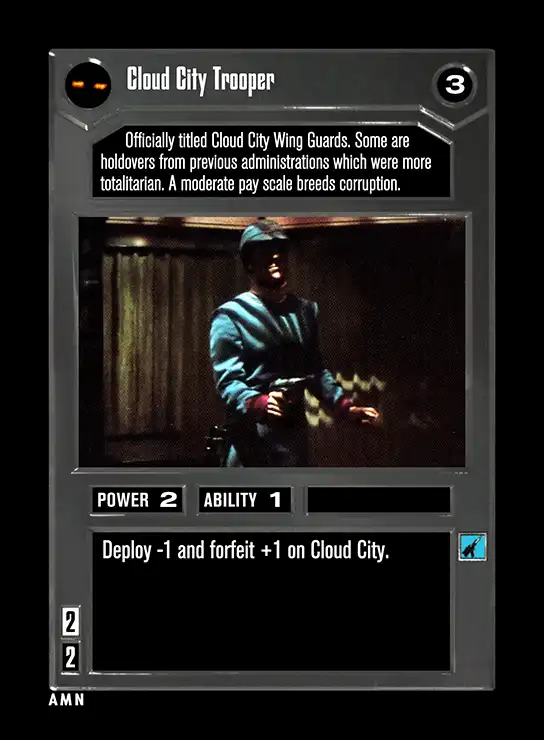 Cloud City Trooper
3
Officially titled Cloud City Wing Guards. Some are
holdovers from previous administrations which were more
totalitarian. A moderate pay scale breeds corruption.
POWER 2 ABILITY 1
Deploy -1 and forfeit +1 on Cloud City.
2
2
AMN